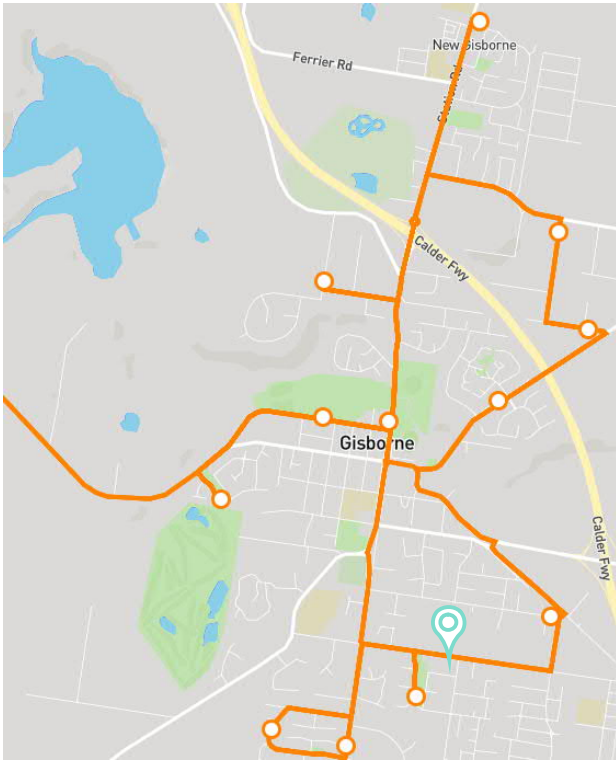 New Gisborne
Ferrier Rd
Station Rd
Calder Fwy
Gisborne
Calder Fwy